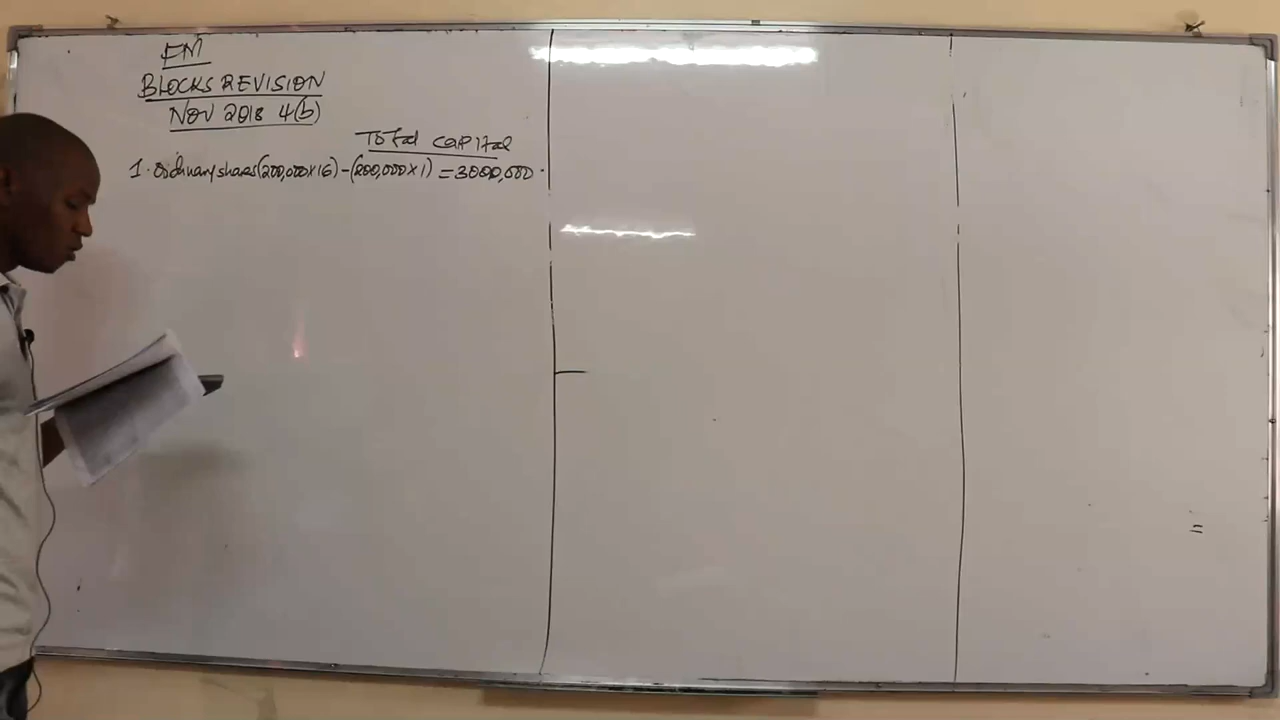 FM
BLOCKS REVISION
NOV 2018 4(b)
Total capital
1. Ordinary shares (200,000 × 16) - (200,000 × 1) = 3000,000
=